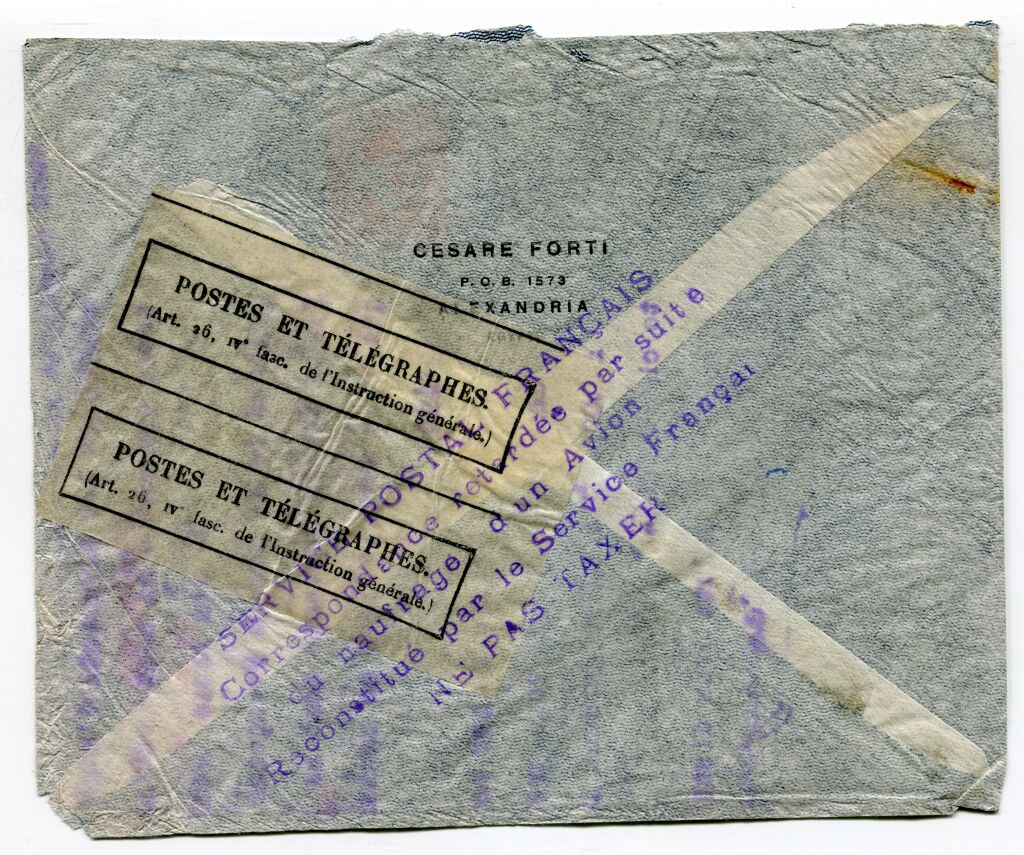 CESARE FORTI
P. O. B. 1573
ALEXANDRIA
POSTES ET TÉLÉGRAPHES.
(Art. 26, IVᵉ fasc. de l'Instruction générale.)
POSTES ET TÉLÉGRAPHES.
(Art. 26, IVᵉ fasc. de l'Instruction générale.)
SERVICE POSTAL FRANÇAIS
Correspondance retardée par suite
du naufrage d'un Avion
Reconstitué par le Service Françai
NE PAS TAXER